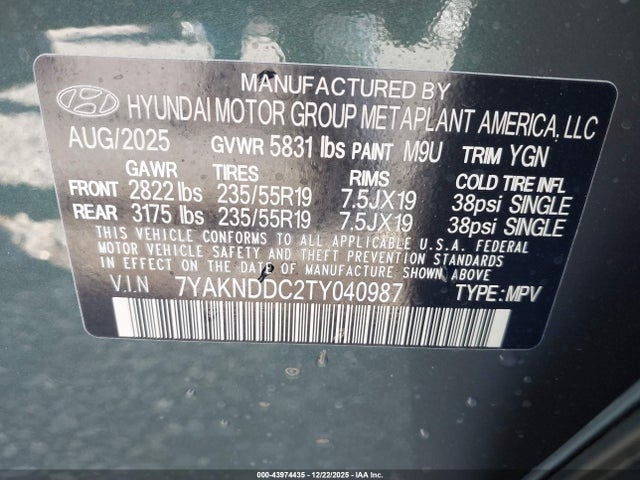 MANUFACTURED BY
HYUNDAI MOTOR GROUP METAPLANT AMERICA, LLC
AUG/2025 GVWR 5831 lbs PAINT M9U TRIM YGN
GAWR TIRES RIMS COLD TIRE INFL
FRONT 2822 lbs 235/55R19 7.5JX19 38psi SINGLE
REAR 3175 lbs 235/55R19 7.5JX19 38psi SINGLE
THIS VEHICLE CONFORMS TO ALL APPLICABLE U.S.A. FEDERAL
MOTOR VEHICLE SAFETY AND THEFT PREVENTION STANDARDS
IN EFFECT ON THE DATE OF MANUFACTURE SHOWN ABOVE.
V.I.N 7YAKNDDC2TY040987 TYPE: MPV
00-43974435 - 12/22/2025 - IAA Inc.